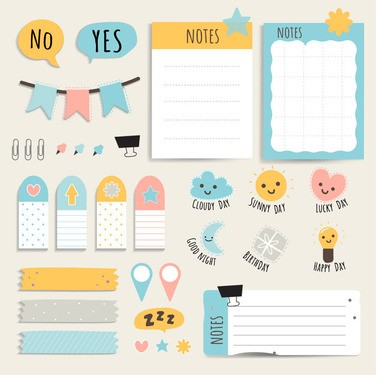 No
YES
NOTES
NOTES
CLOUDY DAY
SUNNY DAY
LUCKY DAY
GOOD NIGHT
BIRTHDAY
HAPPY DAY
ZZZ
NOTES